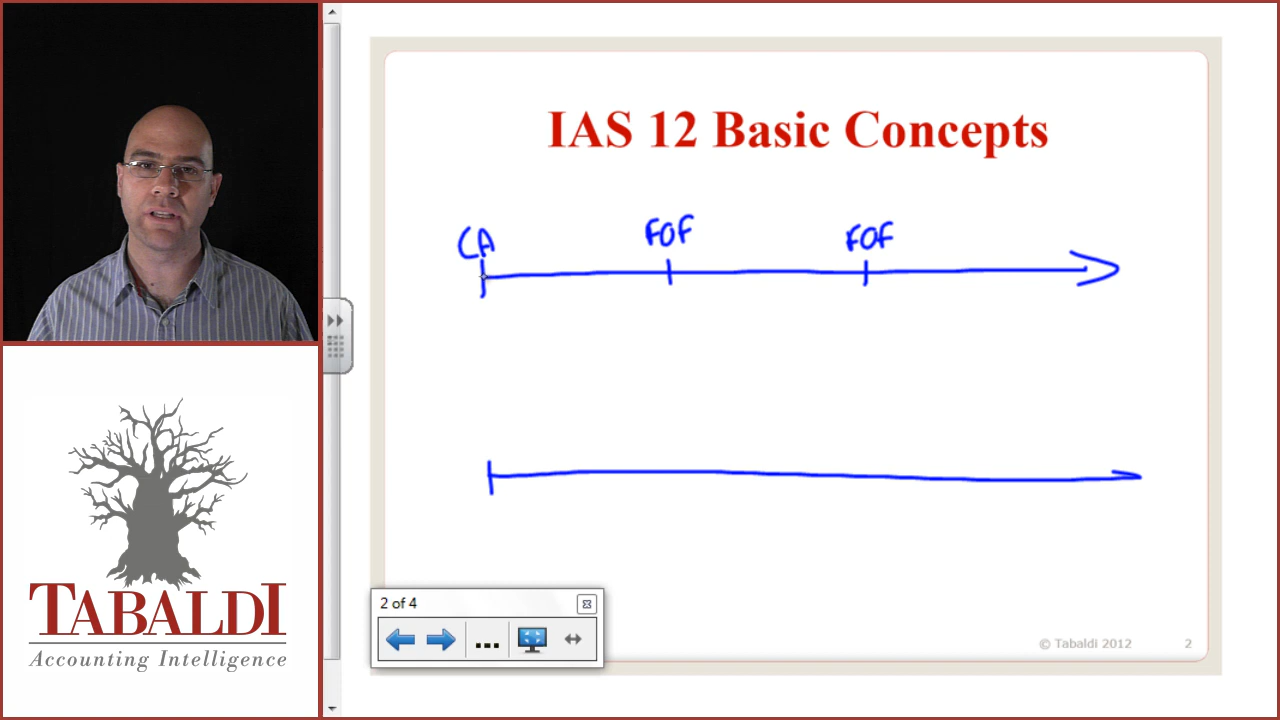 IAS 12 Basic Concepts
CA
FOF
FOF
TABALDI
Accounting Intelligence
2 of 4
...
© Tabaldi 2012
2